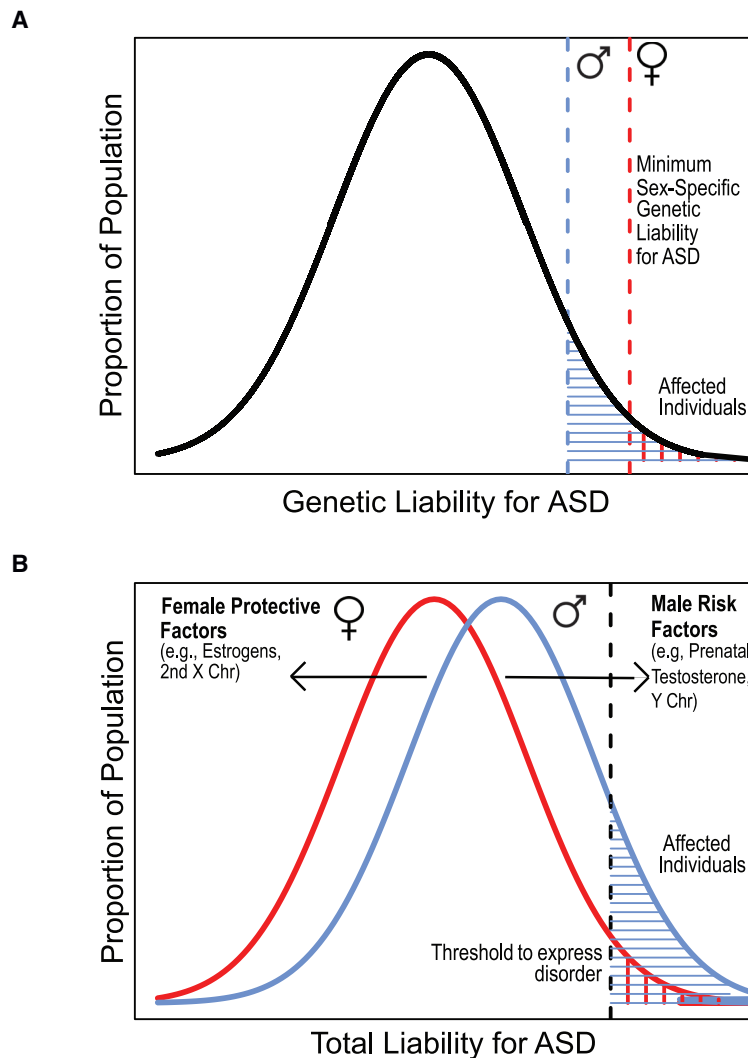 A
♂ ♀
Minimum
Sex-Specific
Genetic
Liability
for ASD
Affected
Individuals
Proportion of Population
Genetic Liability for ASD
B
Female Protective
Factors
(e.g., Estrogens,
2nd X Chr)
♀
♂
Male Risk
Factors
(e.g, Prenatal
Testosterone,
Y Chr)
Affected
Individuals
Threshold to express
disorder
Proportion of Population
Total Liability for ASD